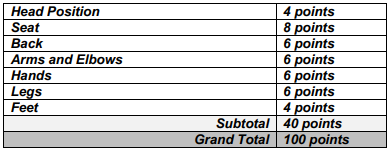 Head Position 4 points
Seat 8 points
Back 6 points
Arms and Elbows 6 points
Hands 6 points
Legs 6 points
Feet 4 points
Subtotal 40 points
Grand Total 100 points